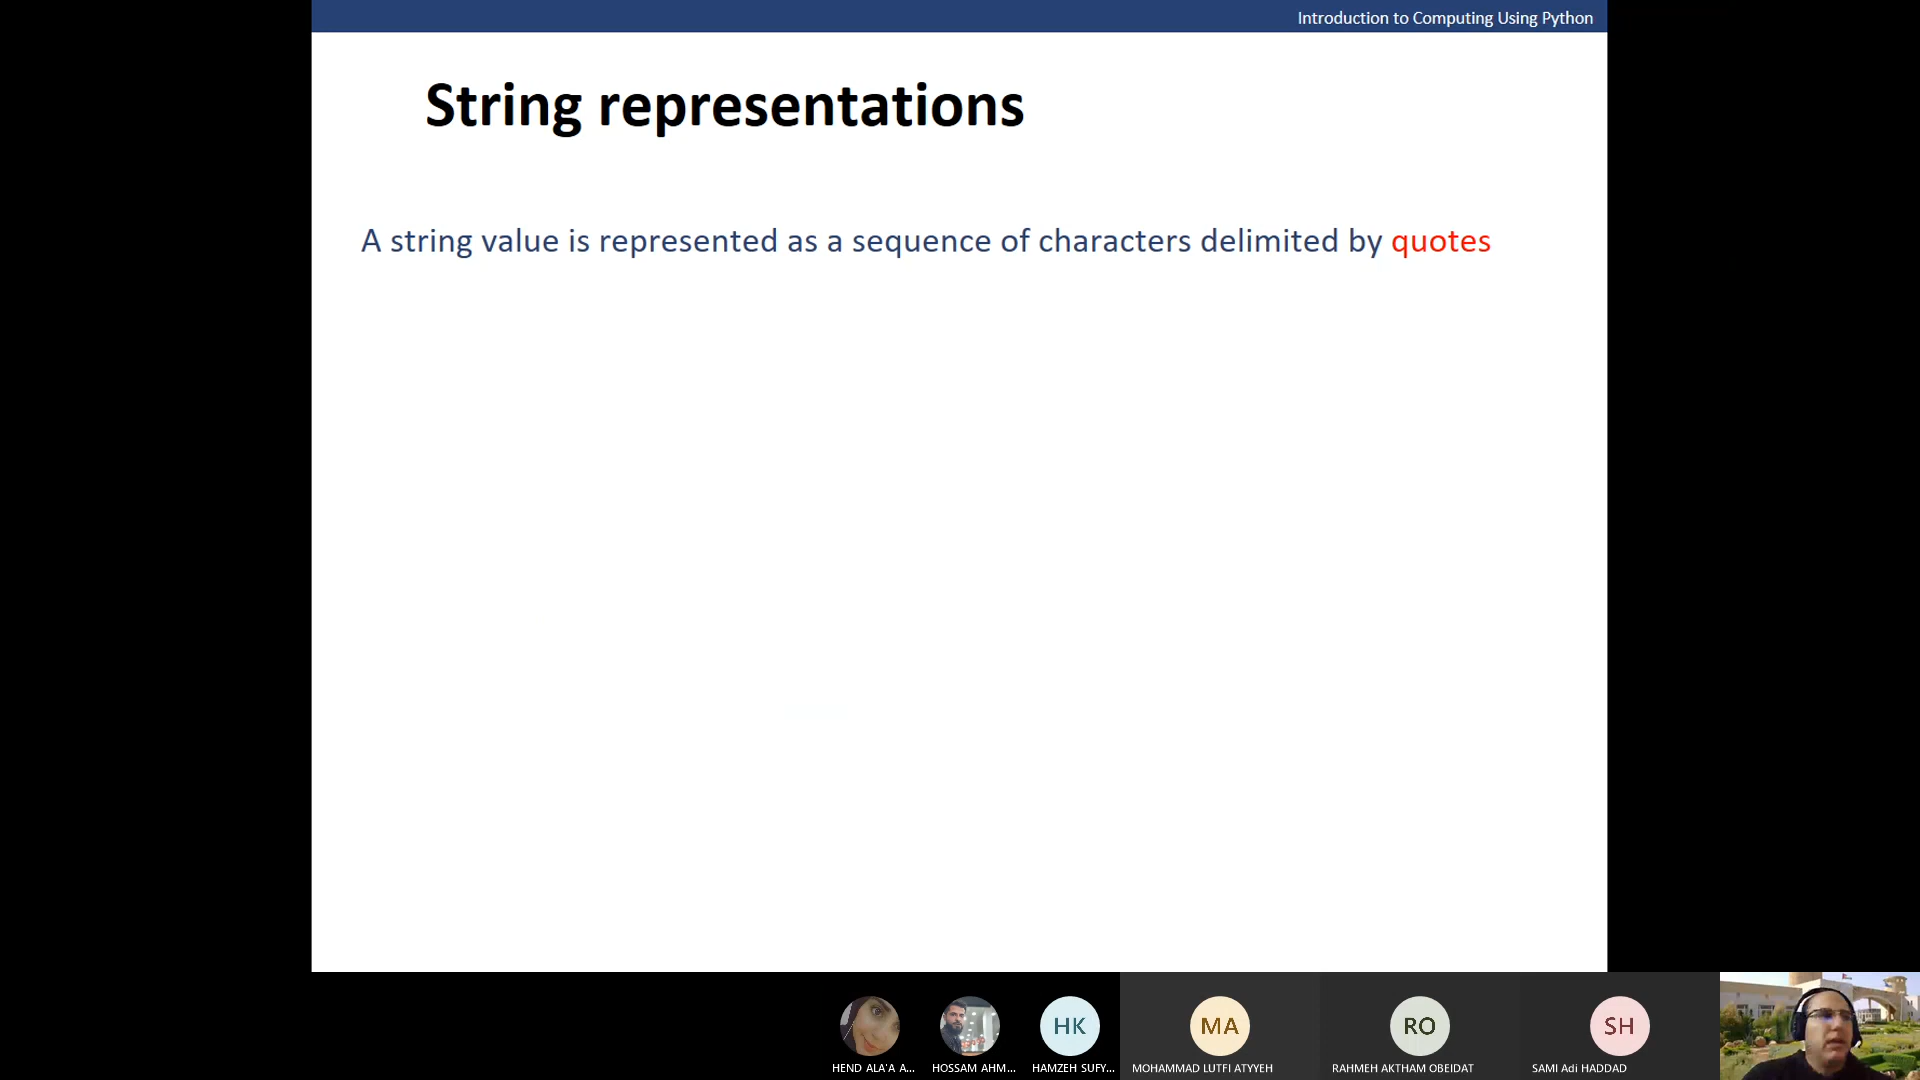 Introduction to Computing Using Python
String representations
A string value is represented as a sequence of characters delimited by quotes
HK
MA
RO
SH
HEND ALA'A A...
HOSSAM AHM...
HAMZEH SUFY...
MOHAMMAD LUTFI ATYYEH
RAHMEH AKTHAM OBEIDAT
SAMI Adi HADDAD